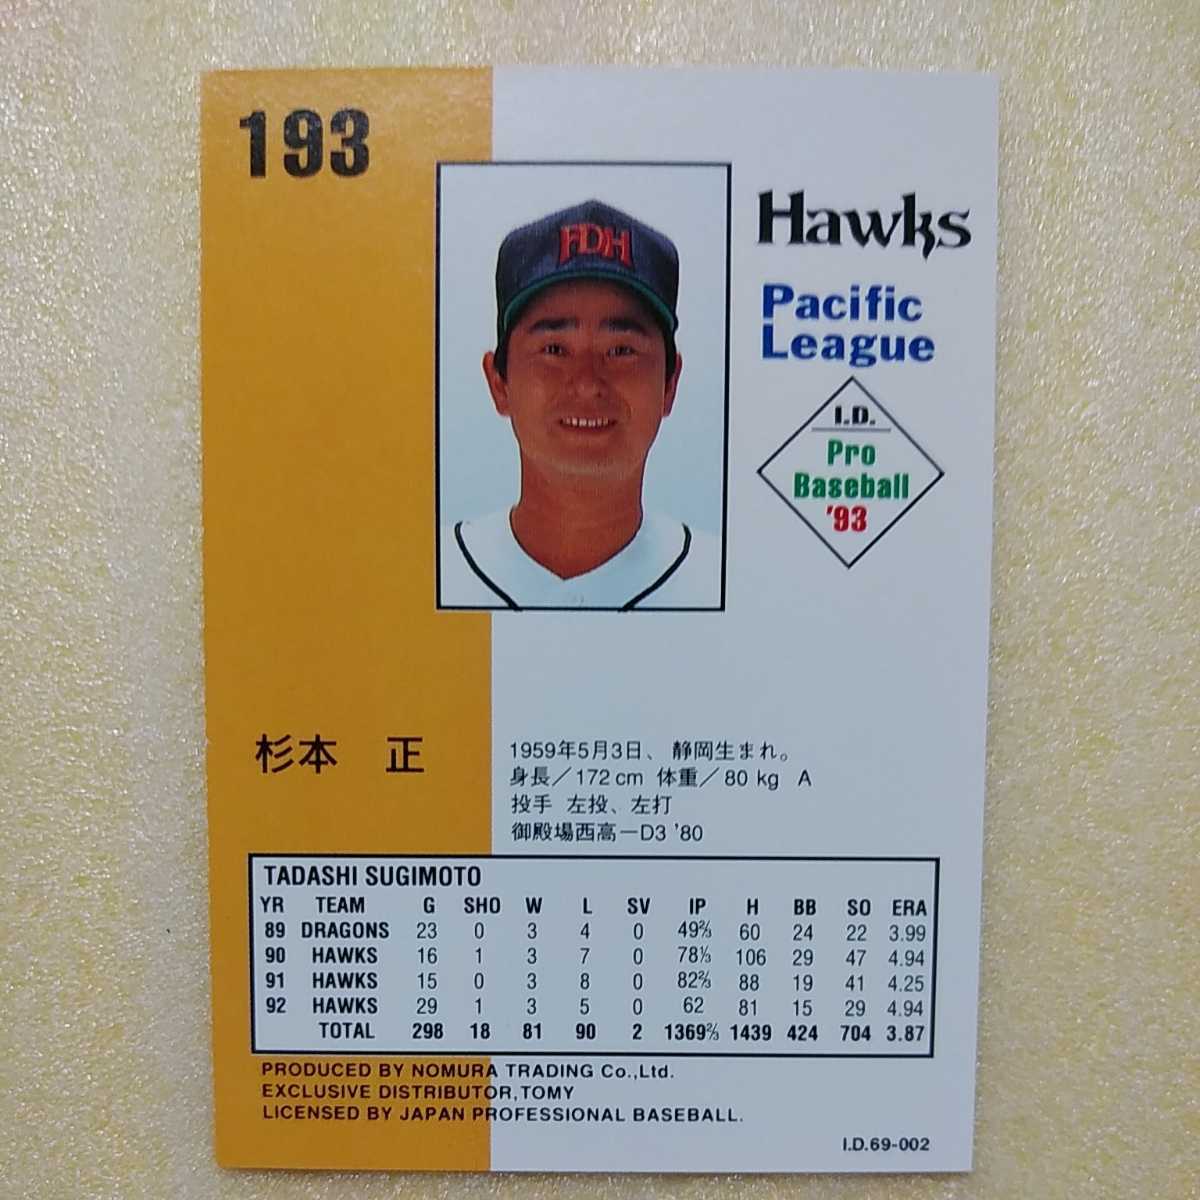 193
FDH
Hawks
Pacific
League
I.D.
Pro
Baseball
'93
杉本 正
1959年5月3日、静岡生まれ。
身長／172cm 体重／80kg A
投手 左投、左打
御殿場西高－D3 '80
TADASHI SUGIMOTO
YR TEAM G SHO W L SV IP H BB SO ERA
89 DRAGONS 23 0 3 4 0 49⅔ 60 24 22 3.99
90 HAWKS 16 1 3 7 0 78⅓ 106 29 47 4.94
91 HAWKS 15 0 3 8 0 82⅔ 88 19 41 4.25
92 HAWKS 29 1 3 5 0 62 81 15 29 4.94
TOTAL 298 18 81 90 2 1369⅔ 1439 424 704 3.87
PRODUCED BY NOMURA TRADING Co.,Ltd.
EXCLUSIVE DISTRIBUTOR,TOMY
LICENSED BY JAPAN PROFESSIONAL BASEBALL.
I.D.69-002